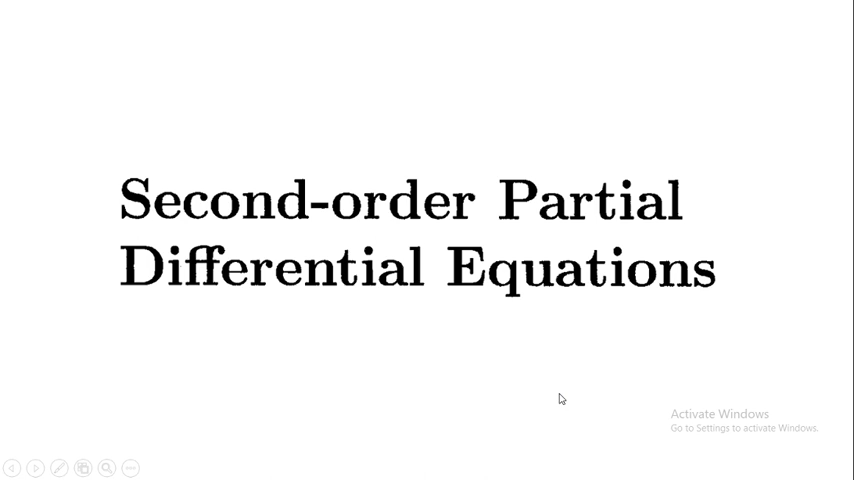 Second-order Partial
Differential Equations
Activate Windows
Go to Settings to activate Windows.